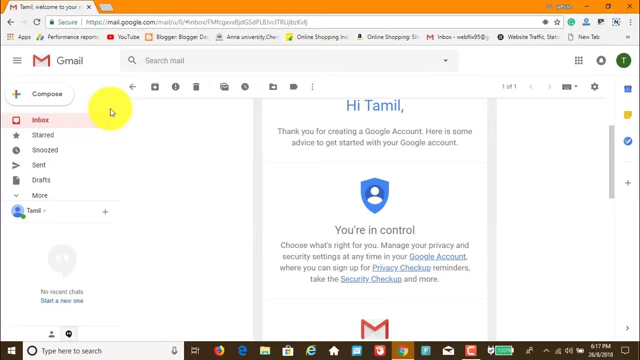 Tamil, welcome to your n
Secure https://mail.google.com/mail/u/0/#inbox/
Apps Performance reports YouTube Blogger: Blogger Dan Anna university,Chenn Online Shopping Online Shopping Inbox - webflix95@g Website Traffic, Stati New Tab
Gmail
Search mail
T
Compose
1 of 1
Inbox
Starred
Snoozed
Sent
Drafts
More
Tamil
No recent chats
Start a new one
Hi Tamil,
Thank you for creating a Google Account. Here is some
advice to get started with your Google account.
You're in control
Choose what's right for you. Manage your privacy and
security settings at any time in your Google Account,
where you can sign up for Privacy Checkup reminders,
take the Security Checkup and more.
Type here to search
6:17 PM
26/8/2018